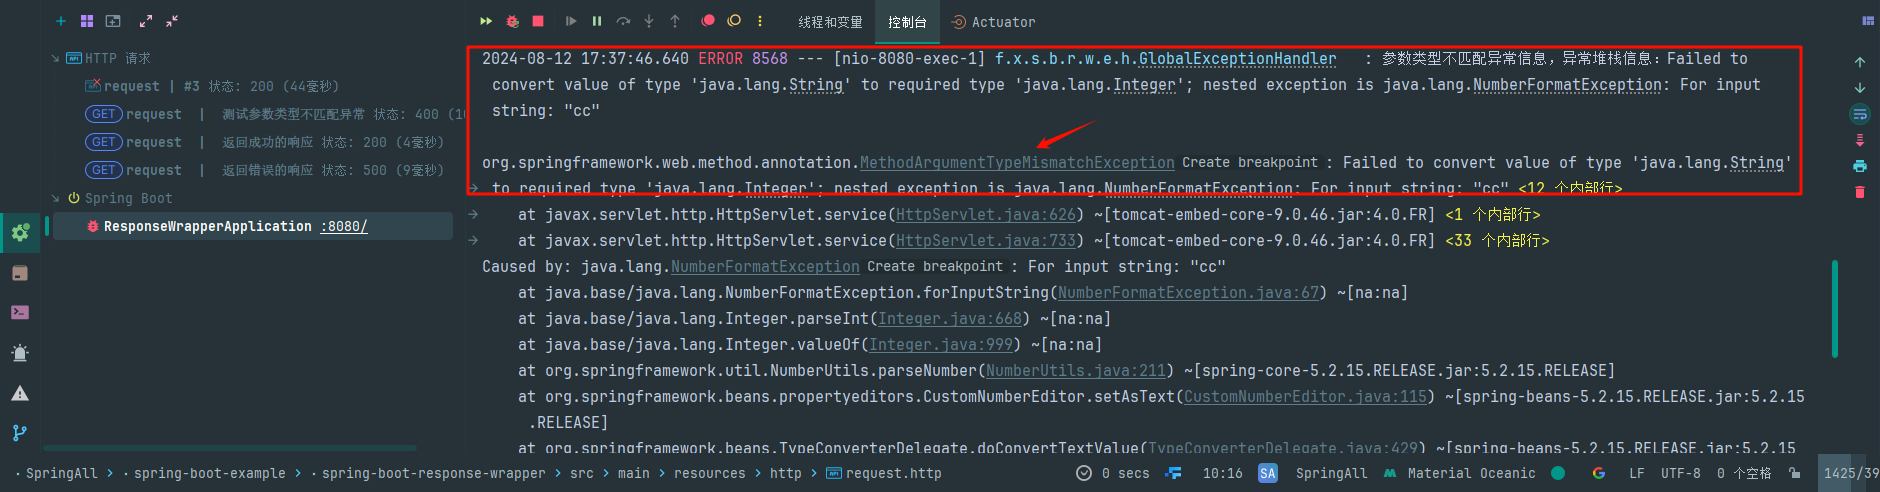 线程和变量 控制台 Actuator
HTTP 请求
request | #3 状态: 200 (44毫秒)
GET request | 测试参数类型不匹配异常 状态: 400
GET request | 返回成功的响应 状态: 200 (4毫秒)
GET request | 返回错误的响应 状态: 500 (9毫秒)
Spring Boot
ResponseWrapperApplication :8080/
2024-08-12 17:37:46.640 ERROR 8568 --- [nio-8080-exec-1] f.x.s.b.r.w.e.h.GlobalExceptionHandler : 参数类型不匹配异常信息，异常堆栈信息：Failed to
convert value of type 'java.lang.String' to required type 'java.lang.Integer'; nested exception is java.lang.NumberFormatException: For input
string: "cc"
org.springframework.web.method.annotation.MethodArgumentTypeMismatchException Create breakpoint : Failed to convert value of type 'java.lang.String'
to required type 'java.lang.Integer'; nested exception is java.lang.NumberFormatException: For input string: "cc" <12 个内部行>
at javax.servlet.http.HttpServlet.service(HttpServlet.java:626) ~[tomcat-embed-core-9.0.46.jar:4.0.FR] <1 个内部行>
at javax.servlet.http.HttpServlet.service(HttpServlet.java:733) ~[tomcat-embed-core-9.0.46.jar:4.0.FR] <33 个内部行>
Caused by: java.lang.NumberFormatException Create breakpoint : For input string: "cc"
at java.base/java.lang.NumberFormatException.forInputString(NumberFormatException.java:67) ~[na:na]
at java.base/java.lang.Integer.parseInt(Integer.java:668) ~[na:na]
at java.base/java.lang.Integer.valueOf(Integer.java:999) ~[na:na]
at org.springframework.util.NumberUtils.parseNumber(NumberUtils.java:211) ~[spring-core-5.2.15.RELEASE.jar:5.2.15.RELEASE]
at org.springframework.beans.propertyeditors.CustomNumberEditor.setAsText(CustomNumberEditor.java:115) ~[spring-beans-5.2.15.RELEASE.jar:5.2.15
.RELEASE]
at org.springframework.beans.TypeConverterDelegate.doConvertTextValue(TypeConverterDelegate.java:429) ~[spring-beans-5.2.15.RELEASE.jar:5.2.15
SpringAll > spring-boot-example > spring-boot-response-wrapper > src > main > resources > http > request.http 0 secs 10:16 SA SpringAll Material Oceanic LF UTF-8 0 个空格 1425/39